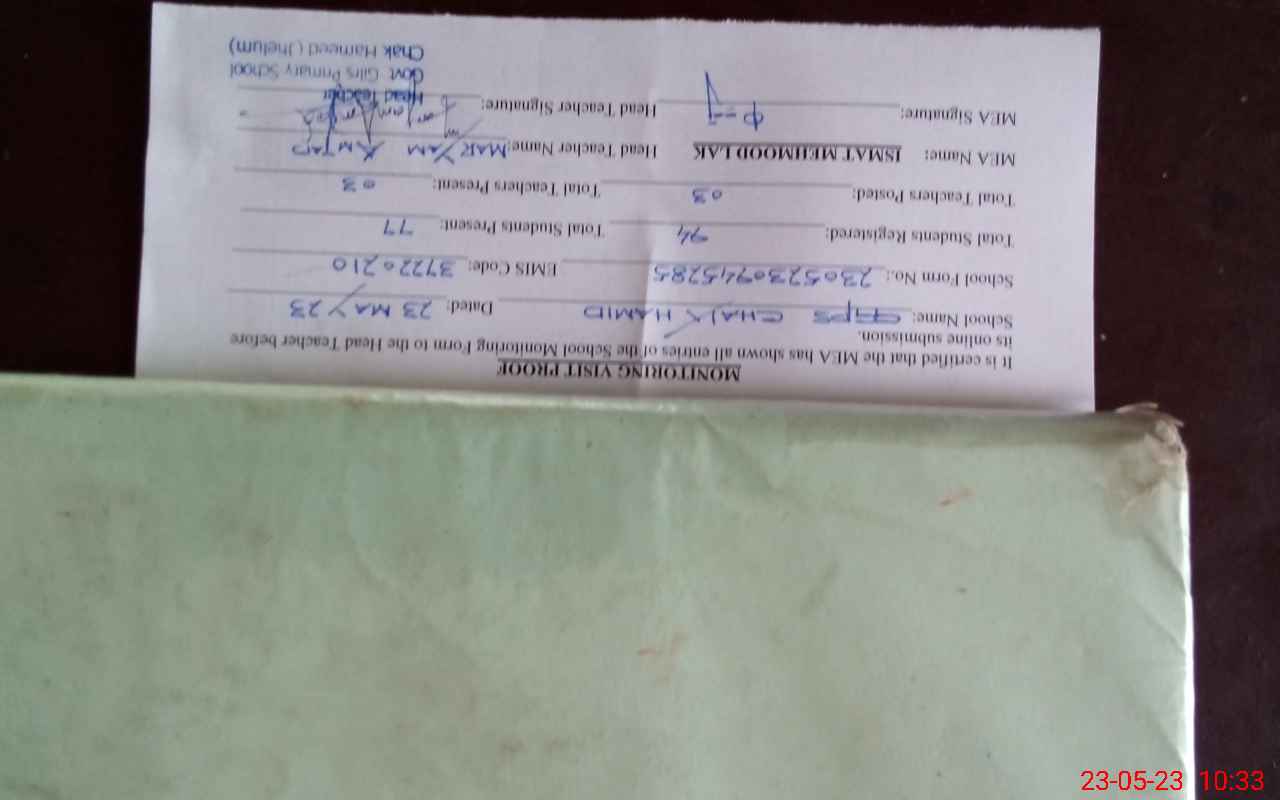 MONITORING VISIT PROOF
It is certified that the MEA has shown all entries of the School Monitoring Form to the Head Teacher before
its online submission.
School Name: GGPS CHAK HAMID Dated: 23 MAY 23
School Form No.: 230523094528S EMIS Code: 37220210
Total Students Registered: 94 Total Students Present: 77
Total Teachers Posted: 03 Total Teachers Present: 03
MEA Name: ISMAT MEHMOOD LAK Head Teacher Name: MARYAM
MEA Signature: Head Teacher Signature:
Head Teacher
Govt. Gilrs Primary School
Chak Hameed (Jhelum)
23-05-23 10:33